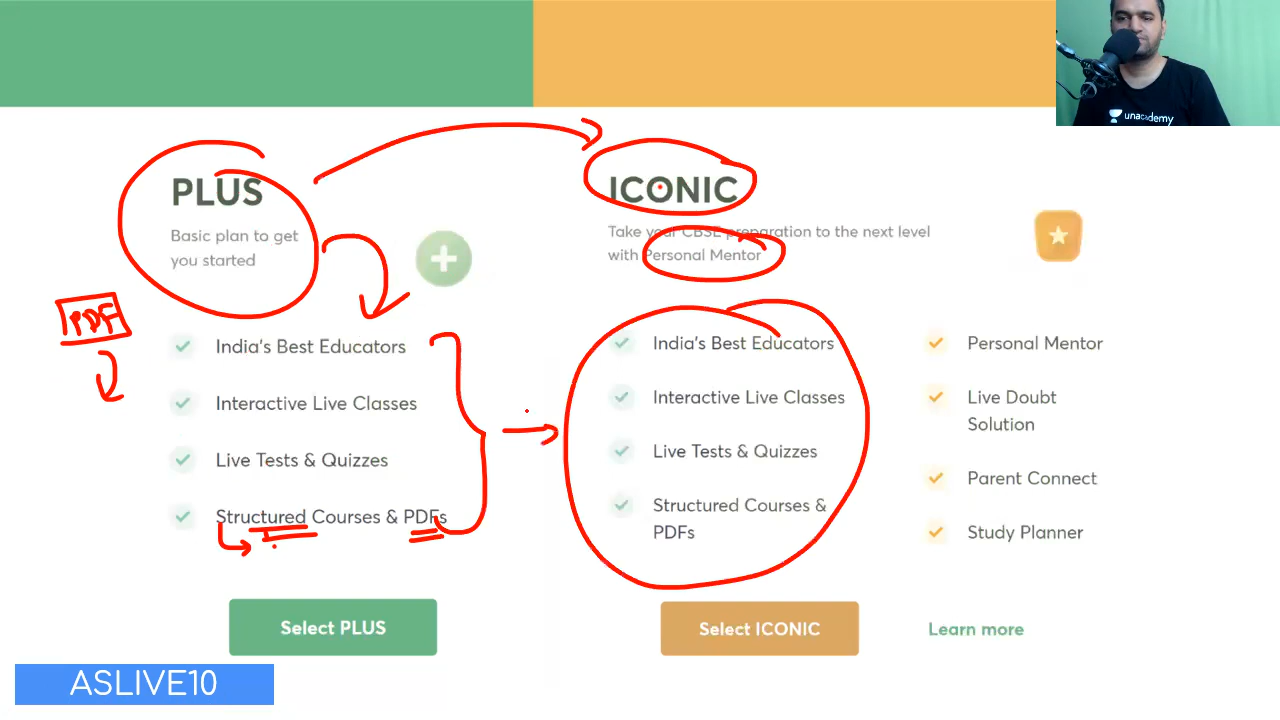 unacademy
PLUS
Basic plan to get
you started
PDF
India's Best Educators
Interactive Live Classes
Live Tests & Quizzes
Structured Courses & PDFs
Select PLUS
ICONIC
Take your CBSE preparation to the next level
with Personal Mentor
India's Best Educators
Interactive Live Classes
Live Tests & Quizzes
Structured Courses &
PDFs
Personal Mentor
Live Doubt
Solution
Parent Connect
Study Planner
Select ICONIC
Learn more
ASLIVE10